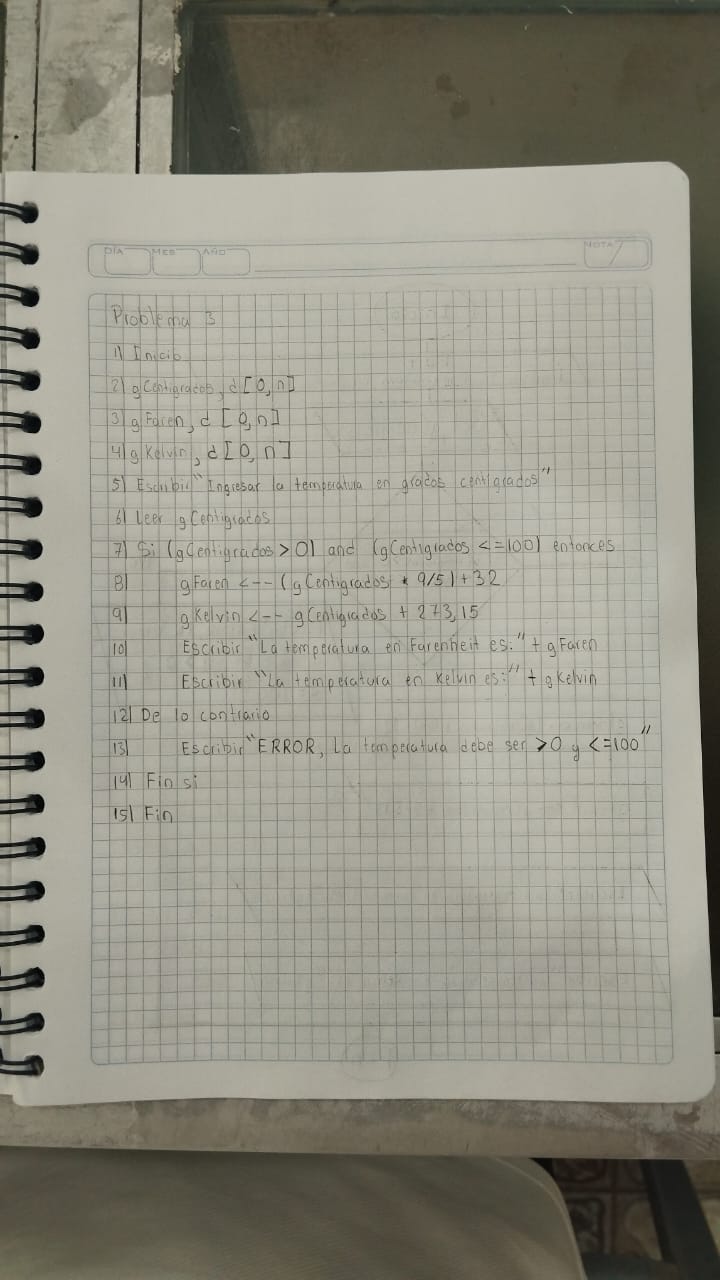 DÍA MES AÑO NOTA
Problema 3
1) Inicio
2) gCentigrados, d [0, n]
3) g Faren, d [0, n]
4) g Kelvin, d [0, n]
5) Escribir "Ingresar la temperatura en grados centigrados"
6) Leer gCentigrados
7) Si (gCentigrados > 0) and (gCentigrados <= 100) entonces
8) gFaren <-- (gCentigrados * 9/5) + 32
9) gKelvin <-- gCentigrados + 273,15
10) Escribir "La temperatura en Farenheit es:" + gFaren
11) Escribir "La temperatura en Kelvin es:" + gKelvin
12) De lo contrario
13) Escribir "ERROR, La temperatura debe ser >0 y <=100"
14) Fin si
15) Fin